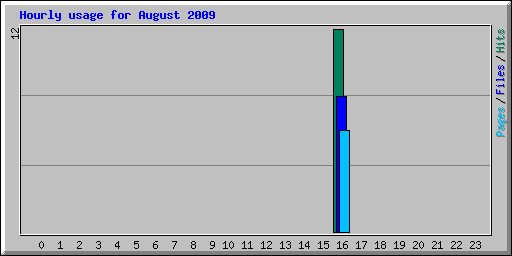 Hourly usage for August 2009
12
Pages/Files/Hits
0 1 2 3 4 5 6 7 8 9 10 11 12 13 14 15 16 17 18 19 20 21 22 23